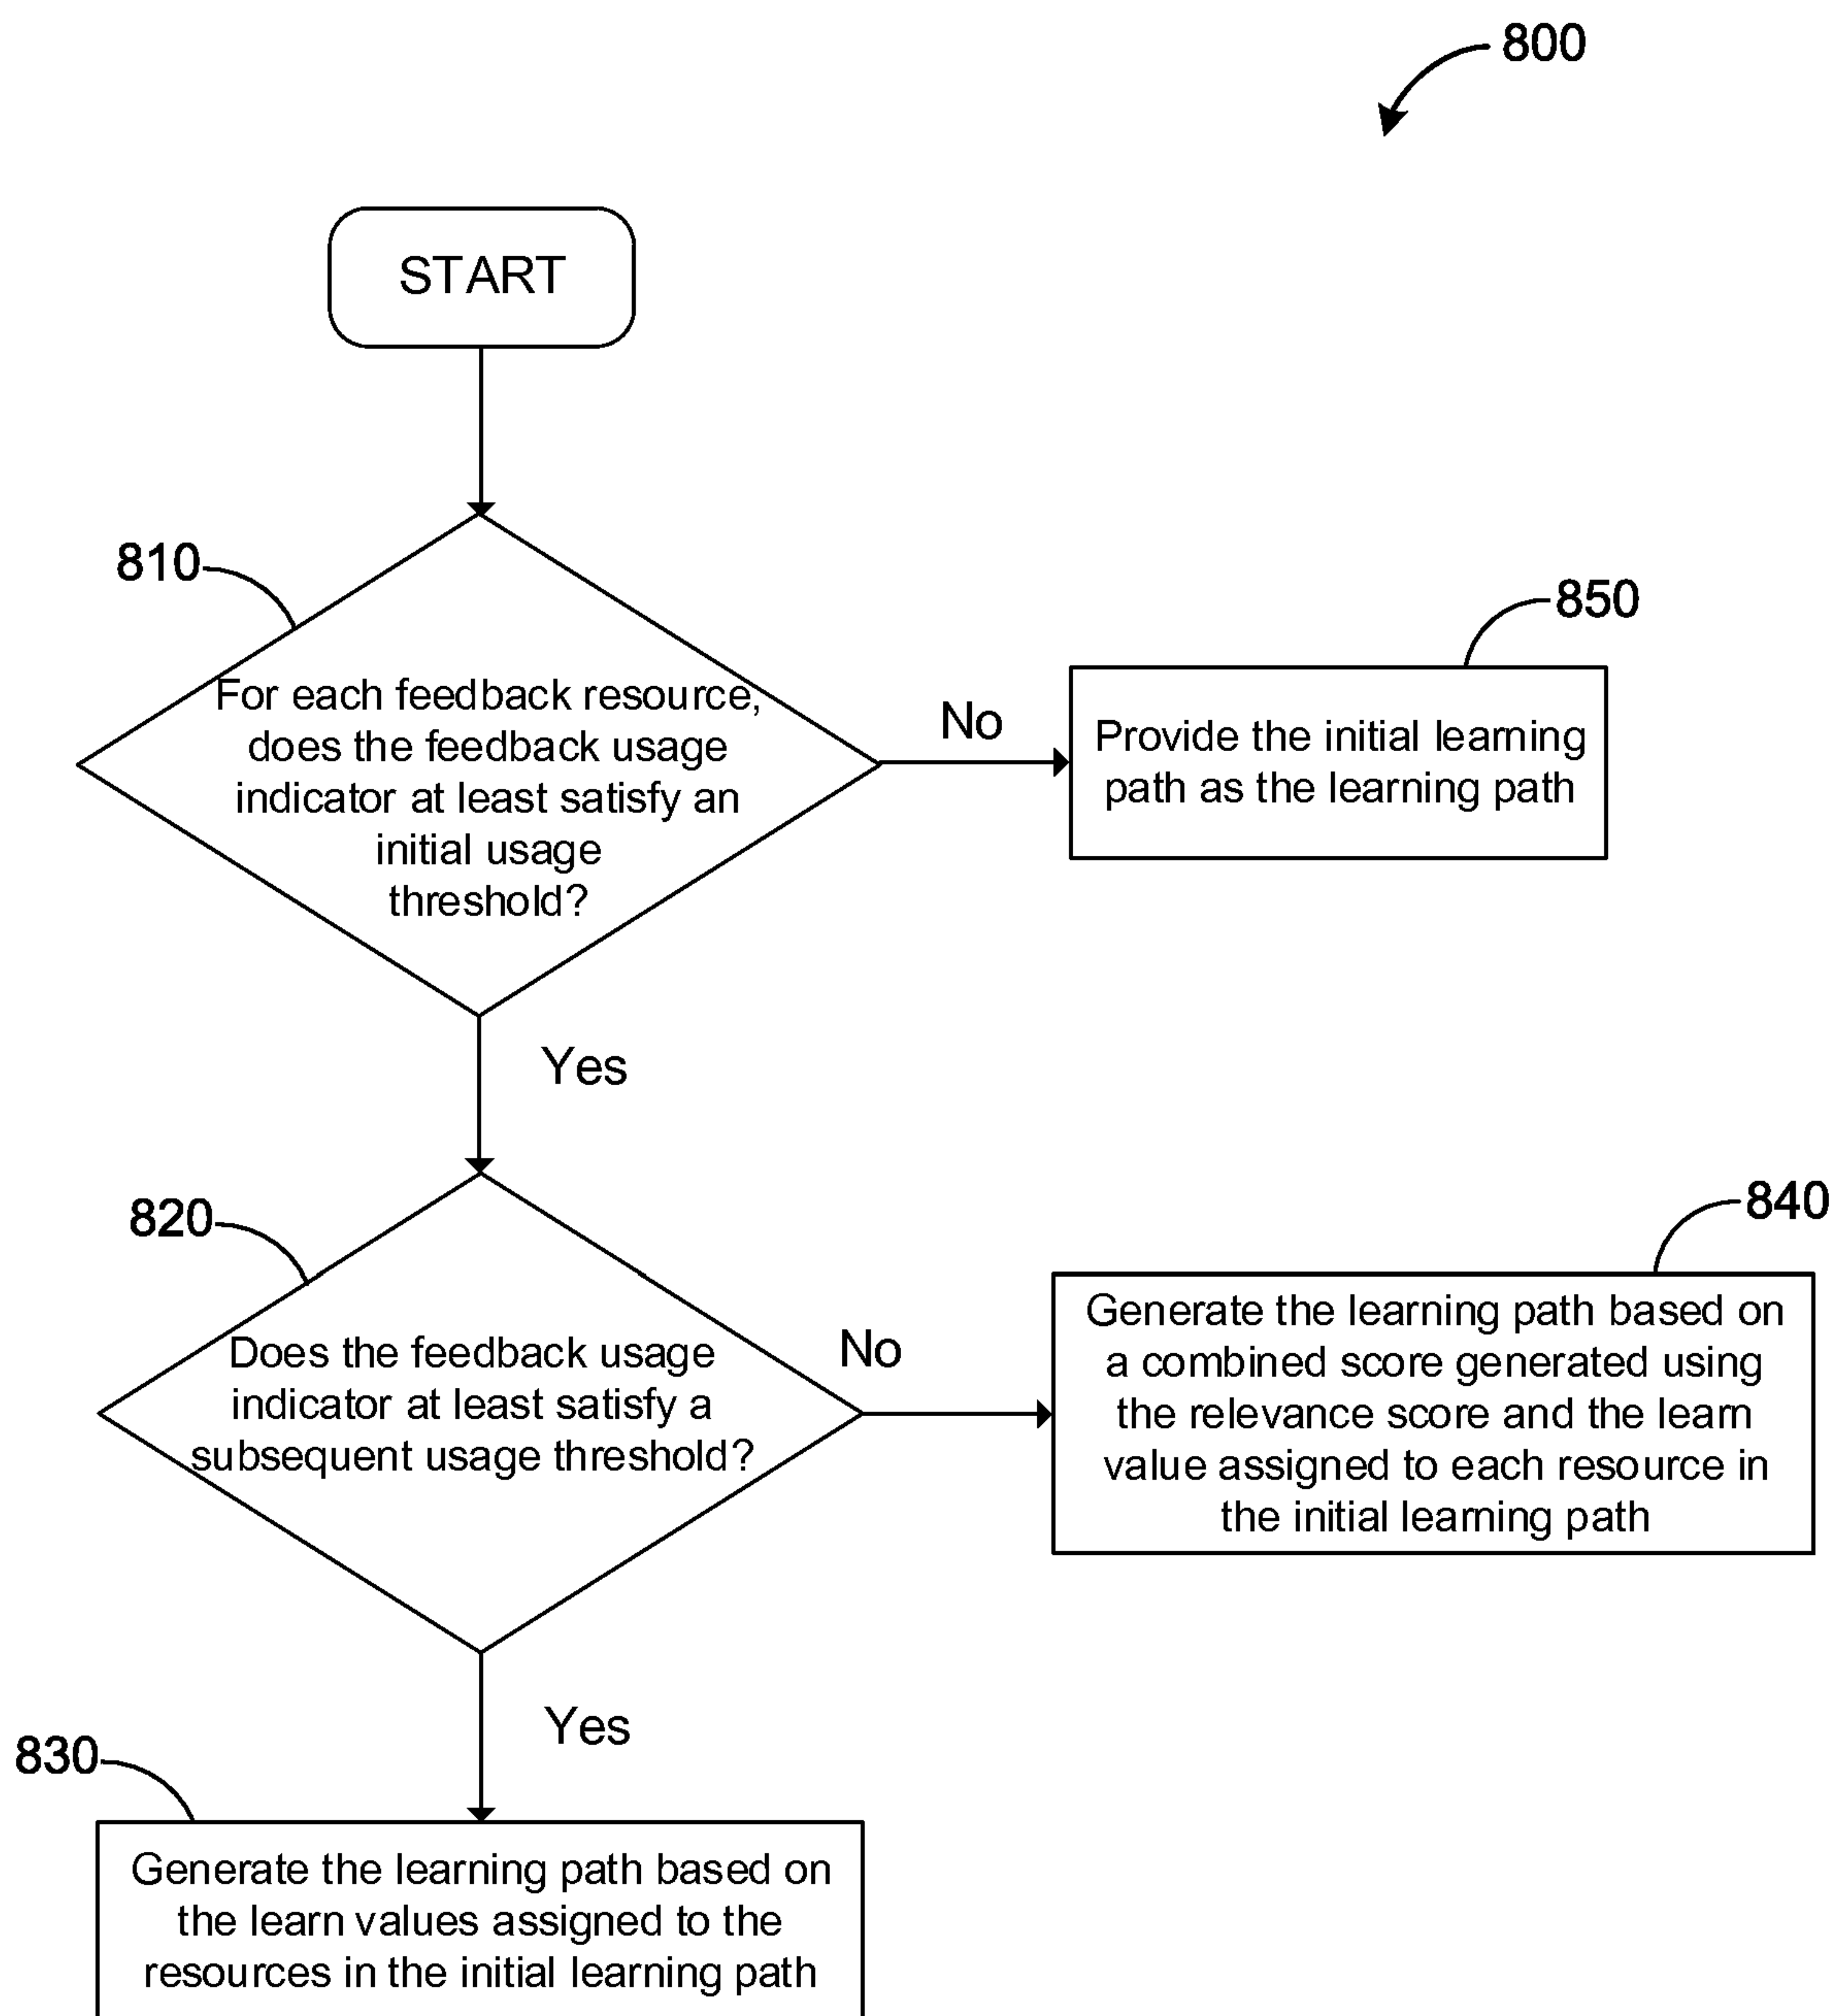 800
START
810
For each feedback resource,
does the feedback usage
indicator at least satisfy an
initial usage
threshold?
No
850
Provide the initial learning
path as the learning path
Yes
820
Does the feedback usage
indicator at least satisfy a
subsequent usage threshold?
No
840
Generate the learning path based on
a combined score generated using
the relevance score and the learn
value assigned to each resource in
the initial learning path
Yes
830
Generate the learning path based on
the learn values assigned to the
resources in the initial learning path